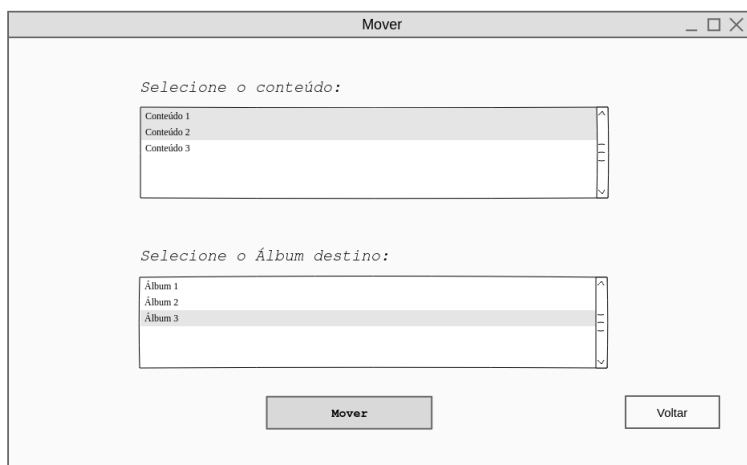 Mover
Selecione o conteúdo:
Conteúdo 1
Conteúdo 2
Conteúdo 3
Selecione o Álbum destino:
Álbum 1
Álbum 2
Álbum 3
Mover
Voltar